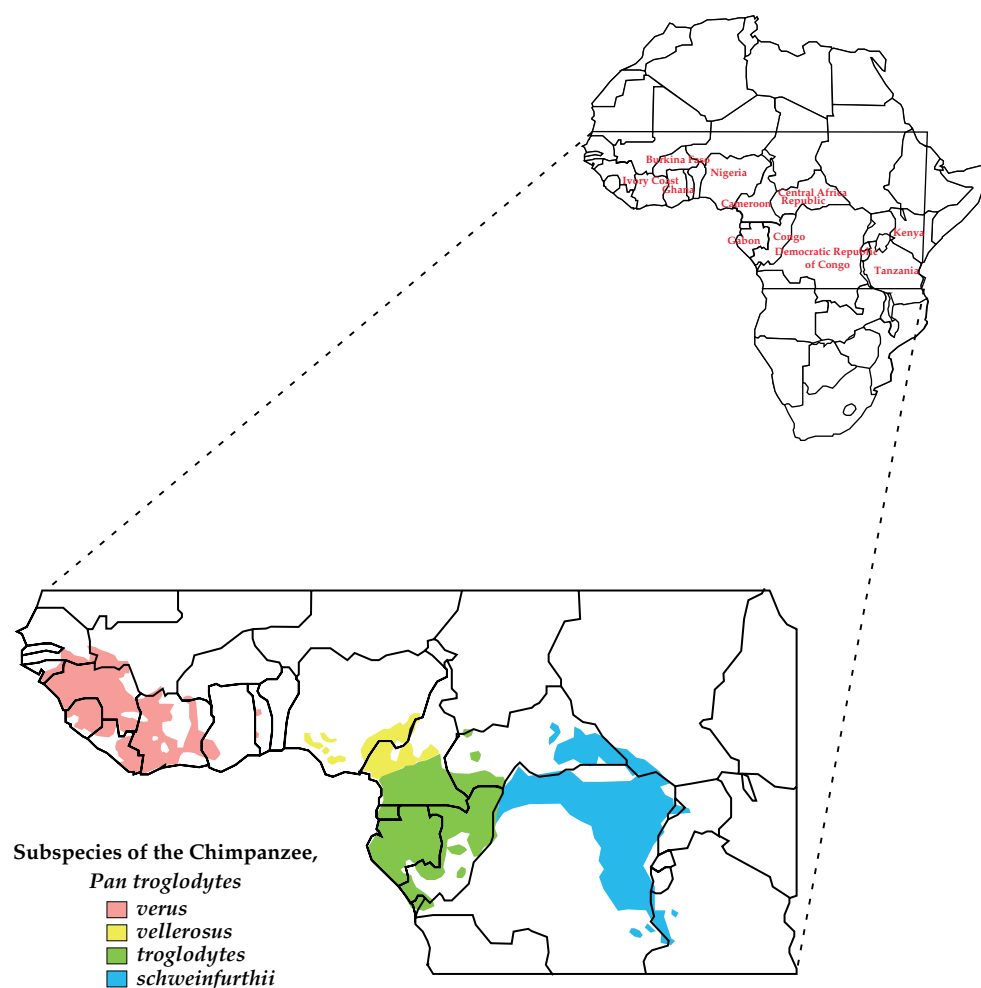 Burkina Faso
Nigeria
Ivory Coast
Ghana
Central Africa
Republic
Cameroon
Kenya
Gabon
Congo
Democratic Republic
of Congo
Tanzania
Subspecies of the Chimpanzee,
Pan troglodytes
verus
vellerosus
troglodytes
schweinfurthii